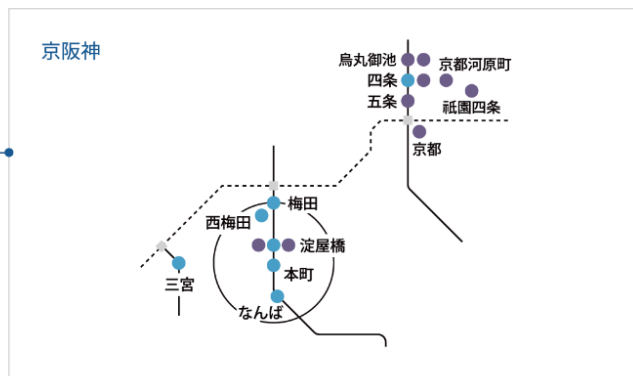 京阪神
烏丸御池
京都河原町
四条
祇園四条
五条
京都
梅田
西梅田
淀屋橋
本町
三宮
なんば